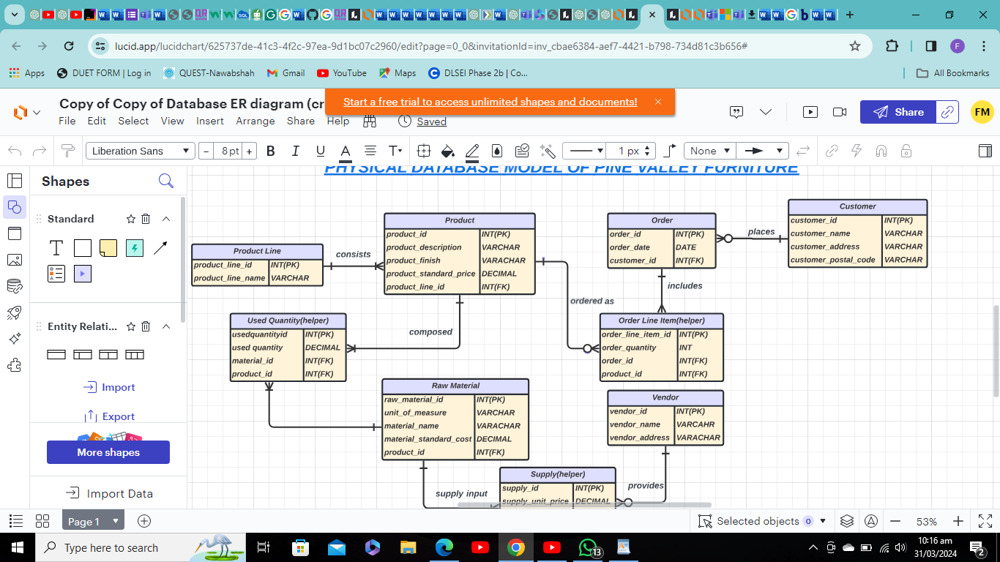 lucid.app/lucidchart/625737de-41c3-4f2c-97ea-9d1bc07c2960/edit?page=0_0&invitationId=inv_cbae6384-aef7-4421-b798-734d81c3b656#
F
Apps
DUET FORM | Log in
QUEST-Nawabshah
Gmail
YouTube
Maps
DLSEI Phase 2b | Co...
All Bookmarks
Copy of Copy of Database ER diagram (cr
Start a free trial to access unlimited shapes and documents!
File Edit Select View Insert Arrange Share Help
Saved
Share
FM
Liberation Sans
8 pt
B I U A T
1 px
None
Shapes
Standard
T
Entity Relati...
Import
Export
More shapes
Import Data
PHYSICAL DATABASE MODEL OF PINE VALLEY FURNITURE
Product Line
product_line_id INT(PK)
product_line_name VARCHAR
consists
Product
product_id INT(PK)
product_description VARCHAR
product_finish VARACHAR
product_standard_price DECIMAL
product_line_id INT(FK)
Order
order_id INT(PK)
order_date DATE
customer_id INT(FK)
places
Customer
customer_id INT(PK)
customer_name VARCHAR
customer_address VARCHAR
customer_postal_code VARCHAR
includes
ordered as
composed
Used Quantity(helper)
usedquantityid INT(PK)
used quantity DECIMAL
material_id INT(FK)
product_id INT(FK)
Order Line Item(helper)
order_line_item_id INT(PK)
order_quantity INT
order_id INT(FK)
product_id INT(FK)
Raw Material
raw_material_id INT(PK)
unit_of_measure VARCHAR
material_name VARACHAR
material_standard_cost DECIMAL
product_id INT(FK)
Vendor
vendor_id INT(PK)
vendor_name VARCAHR
vendor_address VARACHAR
supply input
Supply(helper)
supply_id INT(PK)
supply_unit_price DECIMAL
provides
Page 1
Selected objects 0
53%
Type here to search
13
10:16 am
31/03/2024
2